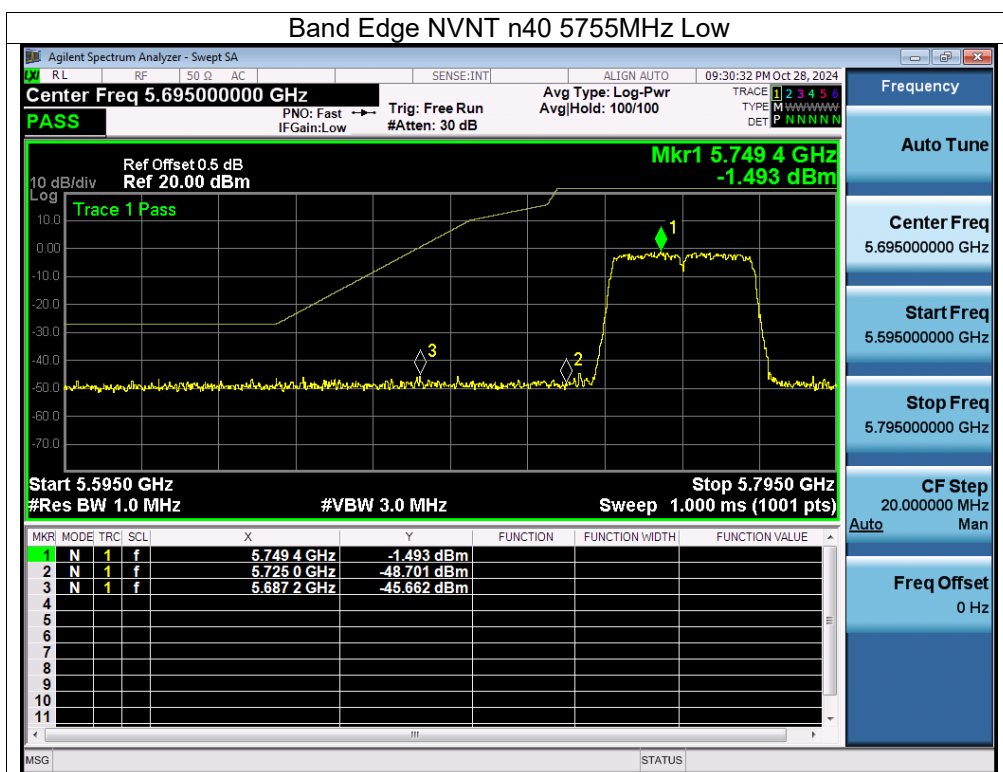 Band Edge NVNT n40 5755MHz Low
Agilent Spectrum Analyzer - Swept SA
LXI RL RF 50 Ω AC SENSE:INT ALIGN AUTO 09:30:32 PM Oct 28, 2024
Center Freq 5.695000000 GHz
PASS
PNO: Fast
IFGain:Low
Trig: Free Run
#Atten: 30 dB
Avg Type: Log-Pwr
Avg|Hold: 100/100
TRACE 1 2 3 4 5 6
TYPE M WWWWW
DET P N N N N N
Mkr1 5.749 4 GHz
-1.493 dBm
Ref Offset 0.5 dB
10 dB/div Ref 20.00 dBm
Log
Trace 1 Pass
10.0
0.00
-10.0
-20.0
-30.0
-40.0
-50.0
-60.0
-70.0
1
2
3
Start 5.5950 GHz Stop 5.7950 GHz
#Res BW 1.0 MHz #VBW 3.0 MHz Sweep 1.000 ms (1001 pts)
MKR MODE TRC SCL X Y FUNCTION FUNCTION WIDTH FUNCTION VALUE
1 N 1 f 5.749 4 GHz -1.493 dBm
2 N 1 f 5.725 0 GHz -48.701 dBm
3 N 1 f 5.687 2 GHz -45.662 dBm
4
5
6
7
8
9
10
11
MSG STATUS
Frequency
Auto Tune
Center Freq
5.695000000 GHz
Start Freq
5.595000000 GHz
Stop Freq
5.795000000 GHz
CF Step
20.000000 MHz
Auto Man
Freq Offset
0 Hz